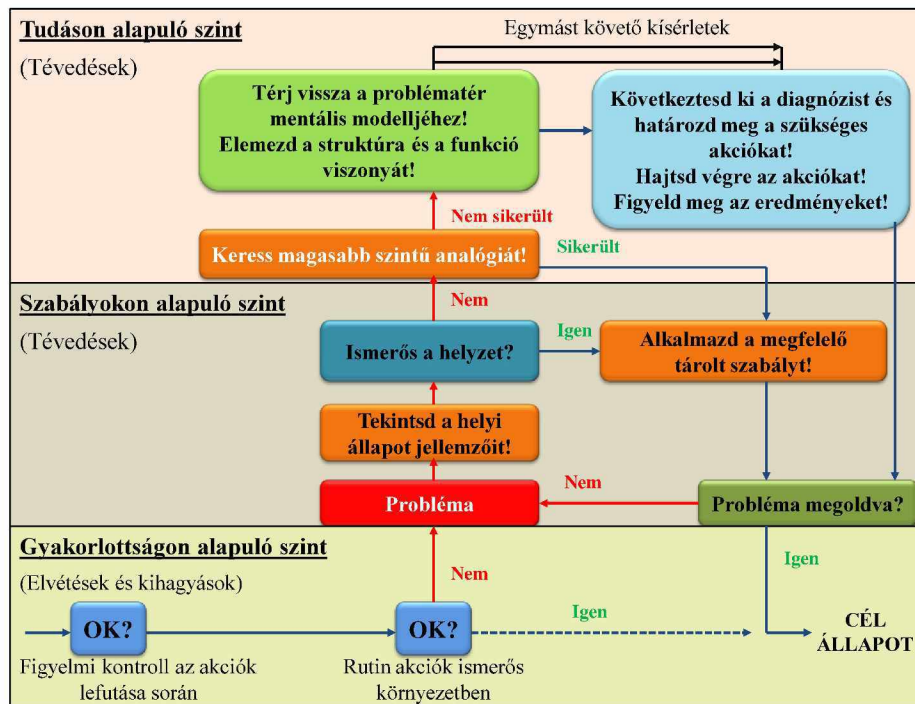 Tudáson alapuló szint
(Tévedések)
Egymást követő kísérletek
Térj vissza a problématér
mentális modelljéhez!
Elemezd a struktúra és a funkció
viszonyát!
Következtesd ki a diagnózist és
határozd meg a szükséges
akciókat!
Hajtsd végre az akciókat!
Figyeld meg az eredményeket!
Nem sikerült
Keress magasabb szintű analógiát!
Sikerült
Nem
Szabályokon alapuló szint
(Tévedések)
Ismerős a helyzet?
Igen
Alkalmazd a megfelelő
tárolt szabályt!
Tekintsd a helyi
állapot jellemzőit!
Probléma
Nem
Probléma megoldva?
Gyakorlottságon alapuló szint
(Elvétések és kihagyások)
Nem
Igen
Igen
OK?
OK?
CÉL
ÁLLAPOT
Figyelmi kontroll az akciók
lefutása során
Rutin akciók ismerős
környezetben